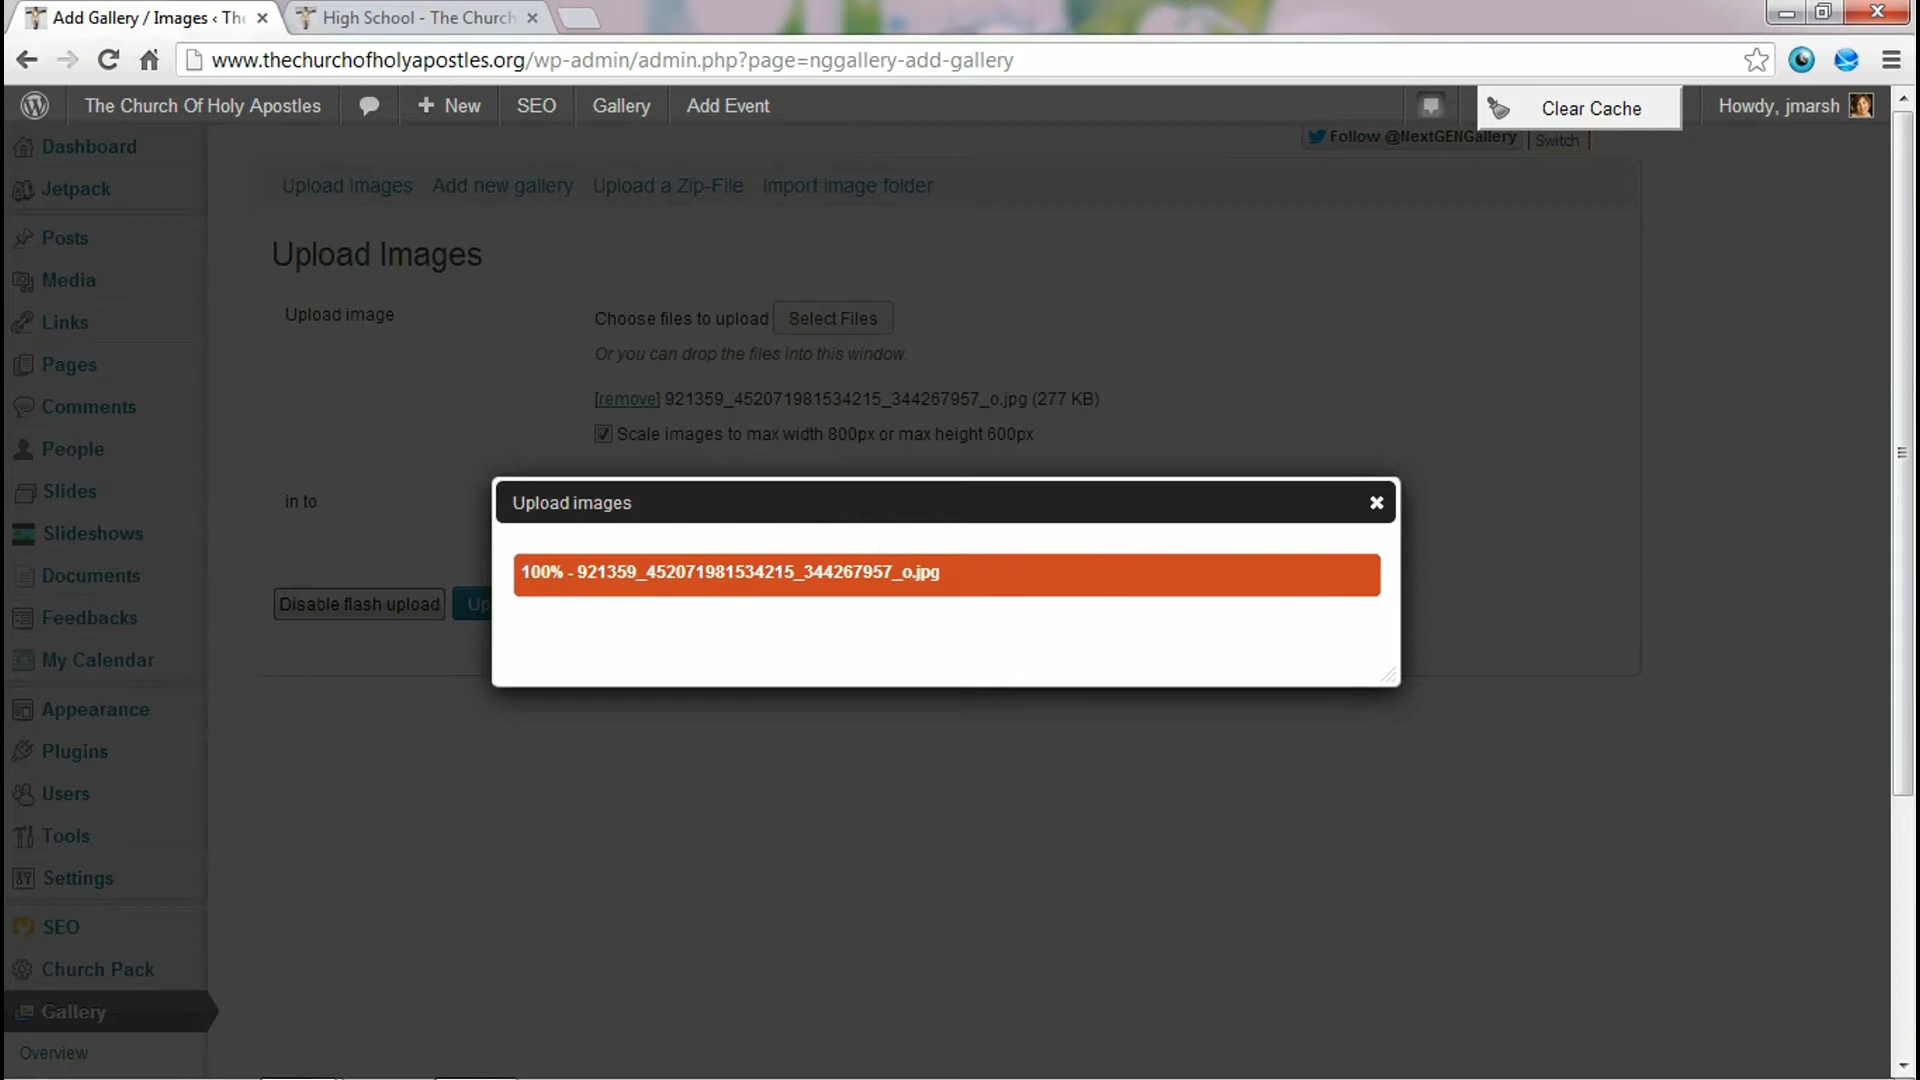 Add Gallery / Images ‹ Th
High School - The Church
www.thechurchofholyapostles.org/wp-admin/admin.php?page=nggallery-add-gallery
The Church Of Holy Apostles
+ New
SEO
Gallery
Add Event
Clear Cache
Howdy, jmarsh
Follow @NextGENGallery
Switch
Dashboard
Jetpack
Posts
Media
Links
Pages
Comments
People
Slides
Slideshows
Documents
Feedbacks
My Calendar
Appearance
Plugins
Users
Tools
Settings
SEO
Church Pack
Gallery
Overview
Upload Images Add new gallery Upload a Zip-File Import image folder
Upload Images
Upload image
Choose files to upload Select Files
Or you can drop the files into this window.
[remove] 921359_452071981534215_344267957_o.jpg (277 KB)
Scale images to max width 800px or max height 600px
in to
Disable flash upload
Up
Upload images
100% - 921359_452071981534215_344267957_o.jpg